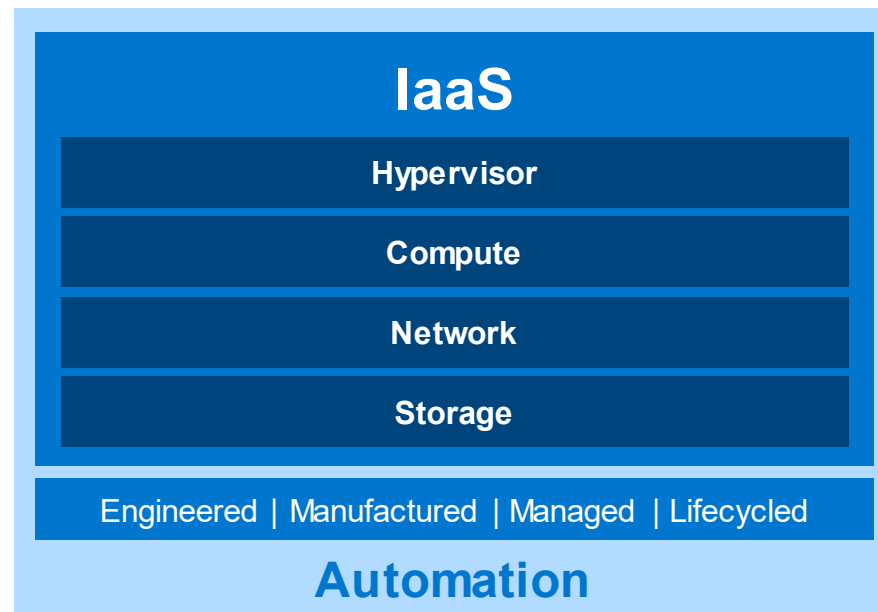 IaaS
Hypervisor
Compute
Network
Storage
Engineered | Manufactured | Managed | Lifecycled
Automation